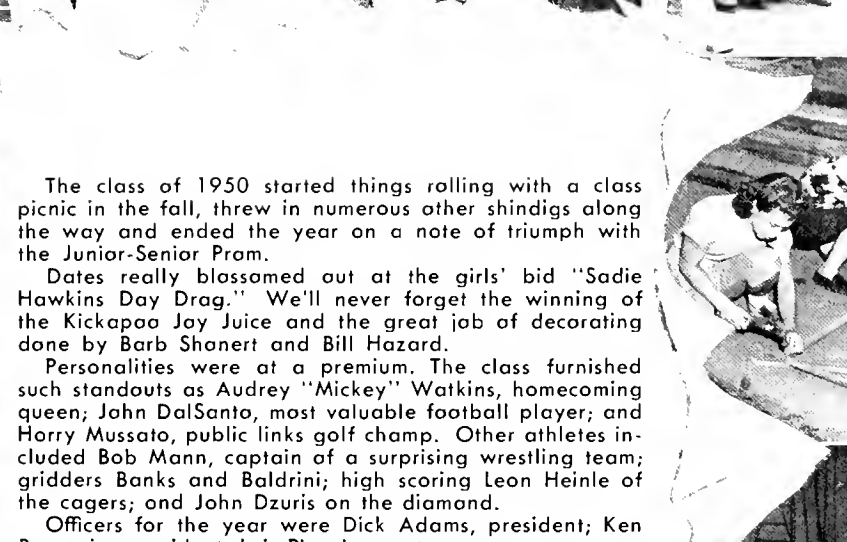 The class of 1950 started things rolling with a class
picnic in the fall, threw in numerous other shindigs along
the way and ended the year on a note of triumph with
the Junior-Senior Prom.
Dates really blossomed out at the girls' bid "Sadie
Hawkins Day Drag." We'll never forget the winning of
the Kickapoo Joy Juice and the great job of decorating
done by Barb Shanert and Bill Hazard.
Personalities were at a premium. The class furnished
such standouts as Audrey "Mickey" Watkins, homecoming
queen; John DalSanto, most valuable football player; and
Harry Mussato, public links golf champ. Other athletes in-
cluded Bob Mann, captain of a surprising wrestling team;
gridders Banks and Baldrini; high scoring Leon Heinle of
the cagers; and John Dzuris on the diamond.
Officers for the year were Dick Adams, president; Ken